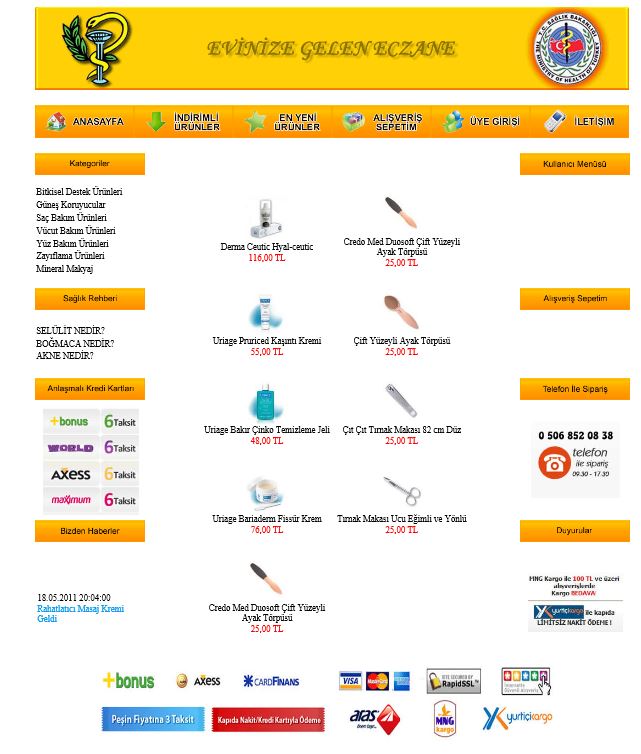 EVİNİZE GELEN ECZANE
T.C. SAĞLIK BAKANLIĞI
THE MINISTRY OF HEALTH OF TURKEY
ANASAYFA
İNDİRİMLİ
ÜRÜNLER
EN YENİ
ÜRÜNLER
ALIŞVERİŞ
SEPETİM
ÜYE GİRİŞİ
İLETİŞİM
Kategoriler
Bitkisel Destek Ürünleri
Güneş Koruyucular
Saç Bakım Ürünleri
Vücut Bakım Ürünleri
Yüz Bakım Ürünleri
Zayıflama Ürünleri
Mineral Makyaj
Sağlık Rehberi
SELÜLİT NEDİR?
BOĞMACA NEDİR?
AKNE NEDİR?
Anlaşmalı Kredi Kartları
+bonus 6 Taksit
WORLD 6 Taksit
AXESS 6 Taksit
maximum 6 Taksit
Bizden Haberler
18.05.2011 20:04:00
Rahatlatıcı Masaj Kremi
Geldi
Derma Ceutic Hyal-ceutic
116,00 TL
Credo Med Duosoft Çift Yüzeyli
Ayak Törpüsü
25,00 TL
Uriage Pruriced Kaşıntı Kremi
55,00 TL
Çift Yüzeyli Ayak Törpüsü
25,00 TL
Uriage Bakır Çinko Temizleme Jeli
48,00 TL
Çıt Çıt Tırnak Makası 82 cm Düz
25,00 TL
Uriage Bariaderm Fissür Krem
76,00 TL
Tırnak Makası Ucu Eğimli ve Yönlü
25,00 TL
Credo Med Duosoft Çift Yüzeyli
Ayak Törpüsü
25,00 TL
Kullanıcı Menüsü
Alışveriş Sepetim
Telefon İle Sipariş
0 506 852 08 38
telefon
ile sipariş
09.30 - 17.30
Duyurular
MNG Kargo ile 100 TL ve üzeri
alışverişlerde
Kargo BEDAVA!
yurtiçikargo ile kapıda
LİMİTSİZ NAKİT ÖDEME !
+bonus
AXESS
CARDFINANS
VISA
MasterCard
SITE SECURED BY
RapidSSL
Peşin Fiyatına 3 Taksit
Kapıda Nakit/Kredi Kartıyla Ödeme
aras
MNG
kargo
yurtiçikargo